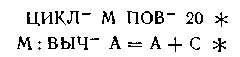 ЦИКЛ¯ М ПОВ¯ 20 *
М : ВЫЧ¯ А = А + С *